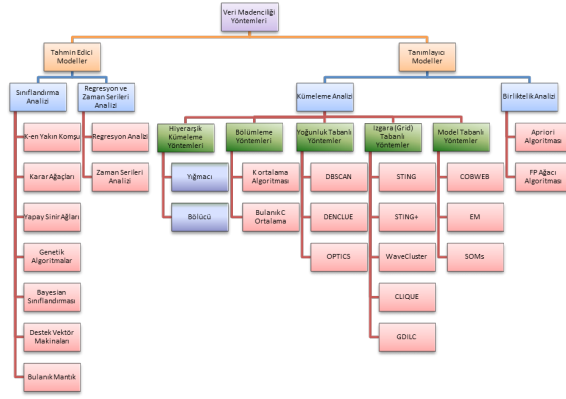 Veri Madenciliği
Yöntemleri
Tahmin Edici
Modeller
Tanımlayıcı
Modeller
Sınıflandırma
Analizi
Regresyon ve
Zaman Serileri
Analizi
Kümeleme Analizi
Birliktelik Analizi
K-en Yakın Komşu
Karar Ağaçları
Yapay Sinir Ağları
Genetik
Algoritmalar
Bayesian
Sınıflandırması
Destek Vektör
Makinaları
Bulanık Mantık
Regresyon Analizi
Zaman Serileri
Analizi
Hiyerarşik
Kümeleme
Yöntemleri
Yığmacı
Bölücü
Bölümleme
Yöntemleri
K ortalama
Algoritması
Bulanık C
Ortalama
Yoğunluk Tabanlı
Yöntemler
DBSCAN
DENCLUE
OPTICS
Izgara (Grid)
Tabanlı
Yöntemler
STING
STING+
WaveCluster
CLIQUE
GDILC
Model Tabanlı
Yöntemler
COBWEB
EM
SOMs
Apriori
Algoritması
FP Ağacı
Algoritması